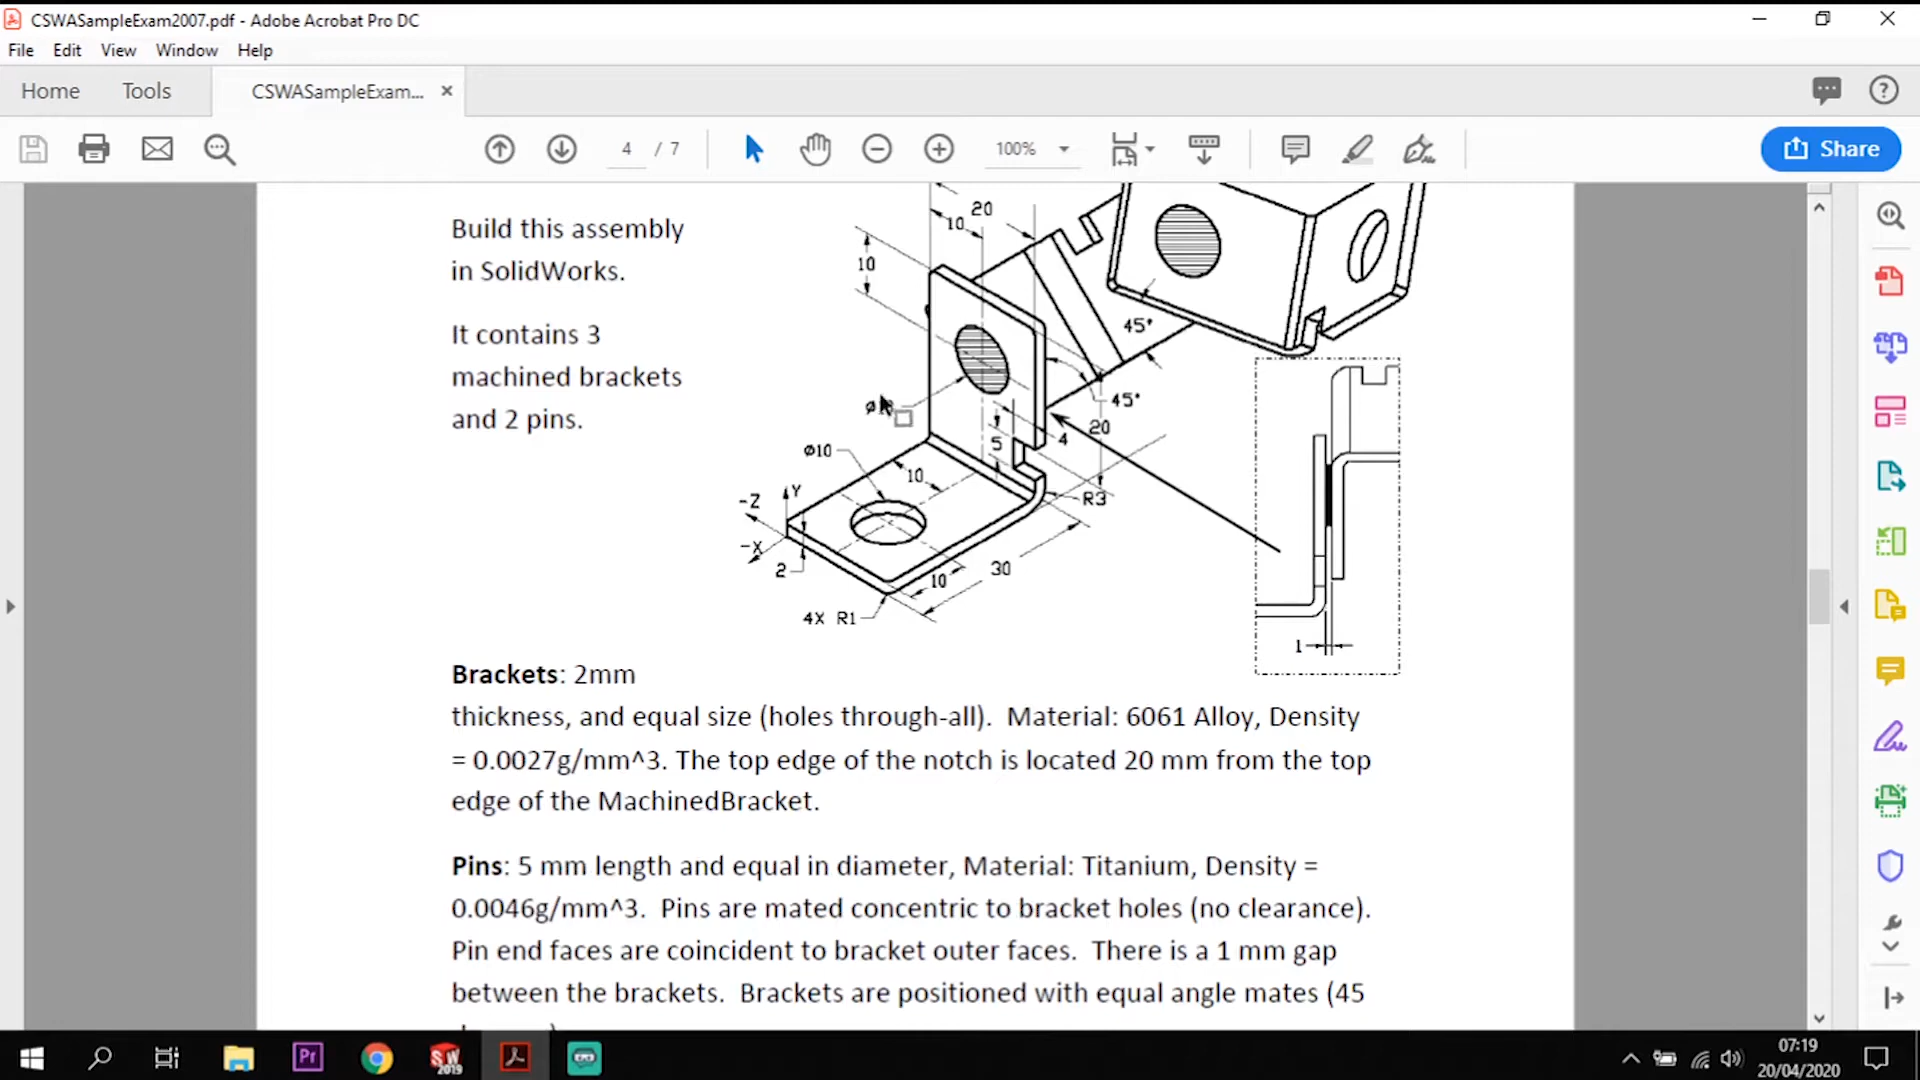 CSWASampleExam2007.pdf - Adobe Acrobat Pro DC
File Edit View Window Help
Home Tools CSWASampleExam... ×
4 / 7 100% Share
Build this assembly
in SolidWorks.
It contains 3
machined brackets
and 2 pins.
20
10
10
45°
45°
20
5
4
ø10
10
R3
-Z
Y
-X
2
30
10
4X R1
1
Brackets: 2mm
thickness, and equal size (holes through-all). Material: 6061 Alloy, Density
= 0.0027g/mm^3. The top edge of the notch is located 20 mm from the top
edge of the MachinedBracket.
Pins: 5 mm length and equal in diameter, Material: Titanium, Density =
0.0046g/mm^3. Pins are mated concentric to bracket holes (no clearance).
Pin end faces are coincident to bracket outer faces. There is a 1 mm gap
between the brackets. Brackets are positioned with equal angle mates (45
Pr
SW
2019
07:19
20/04/2020